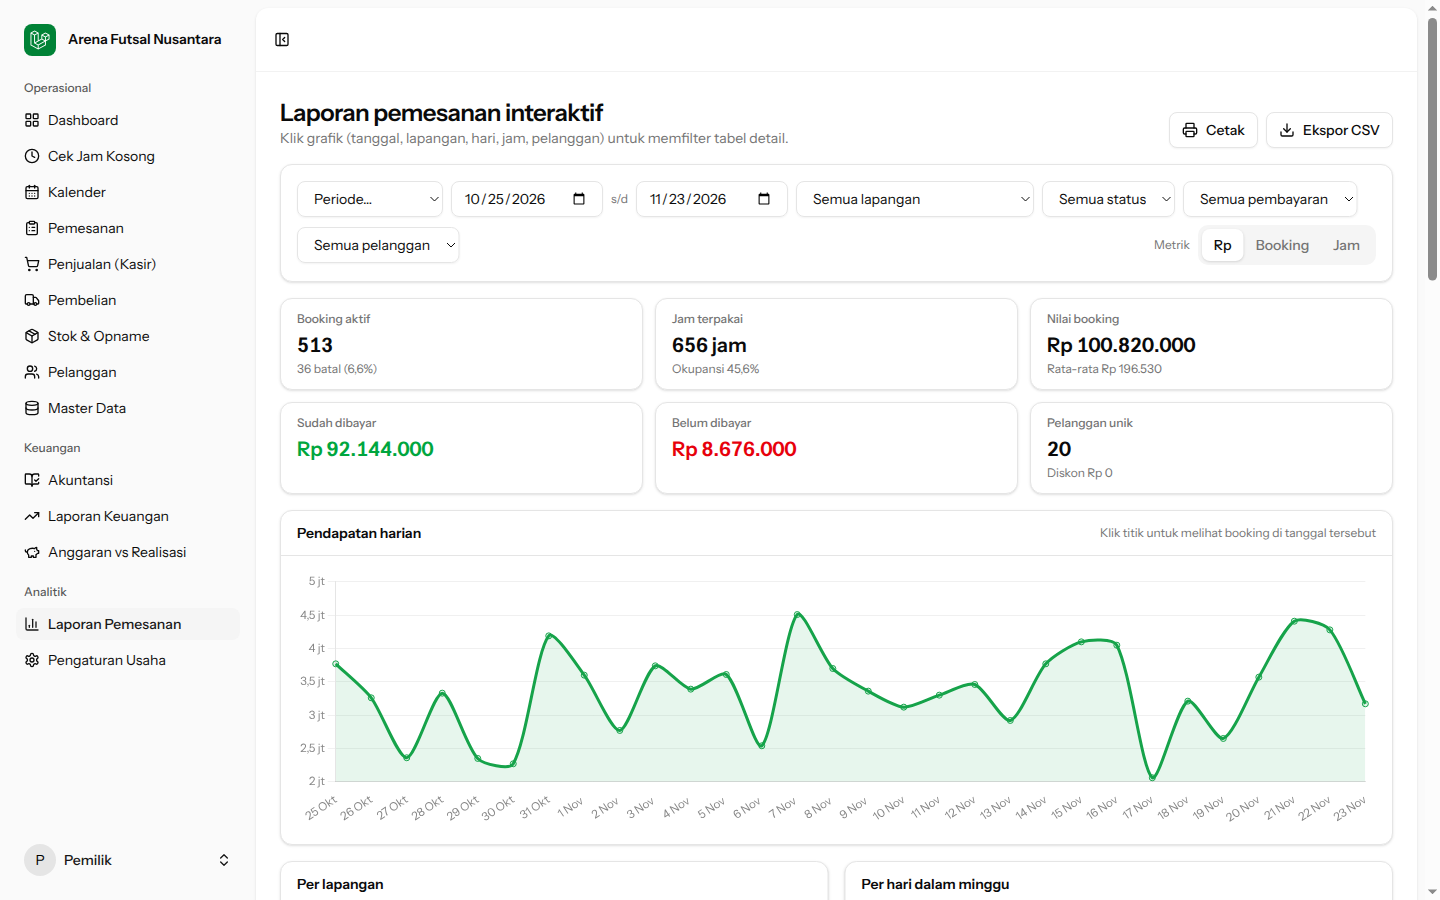 Arena Futsal Nusantara
Operasional
Dashboard
Cek Jam Kosong
Kalender
Pemesanan
Penjualan (Kasir)
Pembelian
Stok & Opname
Pelanggan
Master Data
Keuangan
Akuntansi
Laporan Keuangan
Anggaran vs Realisasi
Analitik
Laporan Pemesanan
Pengaturan Usaha
P Pemilik
Laporan pemesanan interaktif
Klik grafik (tanggal, lapangan, hari, jam, pelanggan) untuk memfilter tabel detail.
Cetak Ekspor CSV
Periode... 10/25/2026 s/d 11/23/2026 Semua lapangan Semua status Semua pembayaran
Semua pelanggan Metrik Rp Booking Jam
Booking aktif
513
36 batal (6,6%)
Jam terpakai
656 jam
Okupansi 45,6%
Nilai booking
Rp 100.820.000
Rata-rata Rp 196.530
Sudah dibayar
Rp 92.144.000
Belum dibayar
Rp 8.676.000
Pelanggan unik
20
Diskon Rp 0
Pendapatan harian Klik titik untuk melihat booking di tanggal tersebut
5 jt
4,5 jt
4 jt
3,5 jt
3 jt
2,5 jt
2 jt
25 Okt 26 Okt 27 Okt 28 Okt 29 Okt 30 Okt 31 Okt 1 Nov 2 Nov 3 Nov 4 Nov 5 Nov 6 Nov 7 Nov 8 Nov 9 Nov 10 Nov 11 Nov 12 Nov 13 Nov 14 Nov 15 Nov 16 Nov 17 Nov 18 Nov 19 Nov 20 Nov 21 Nov 22 Nov 23 Nov
Per lapangan
Per hari dalam minggu